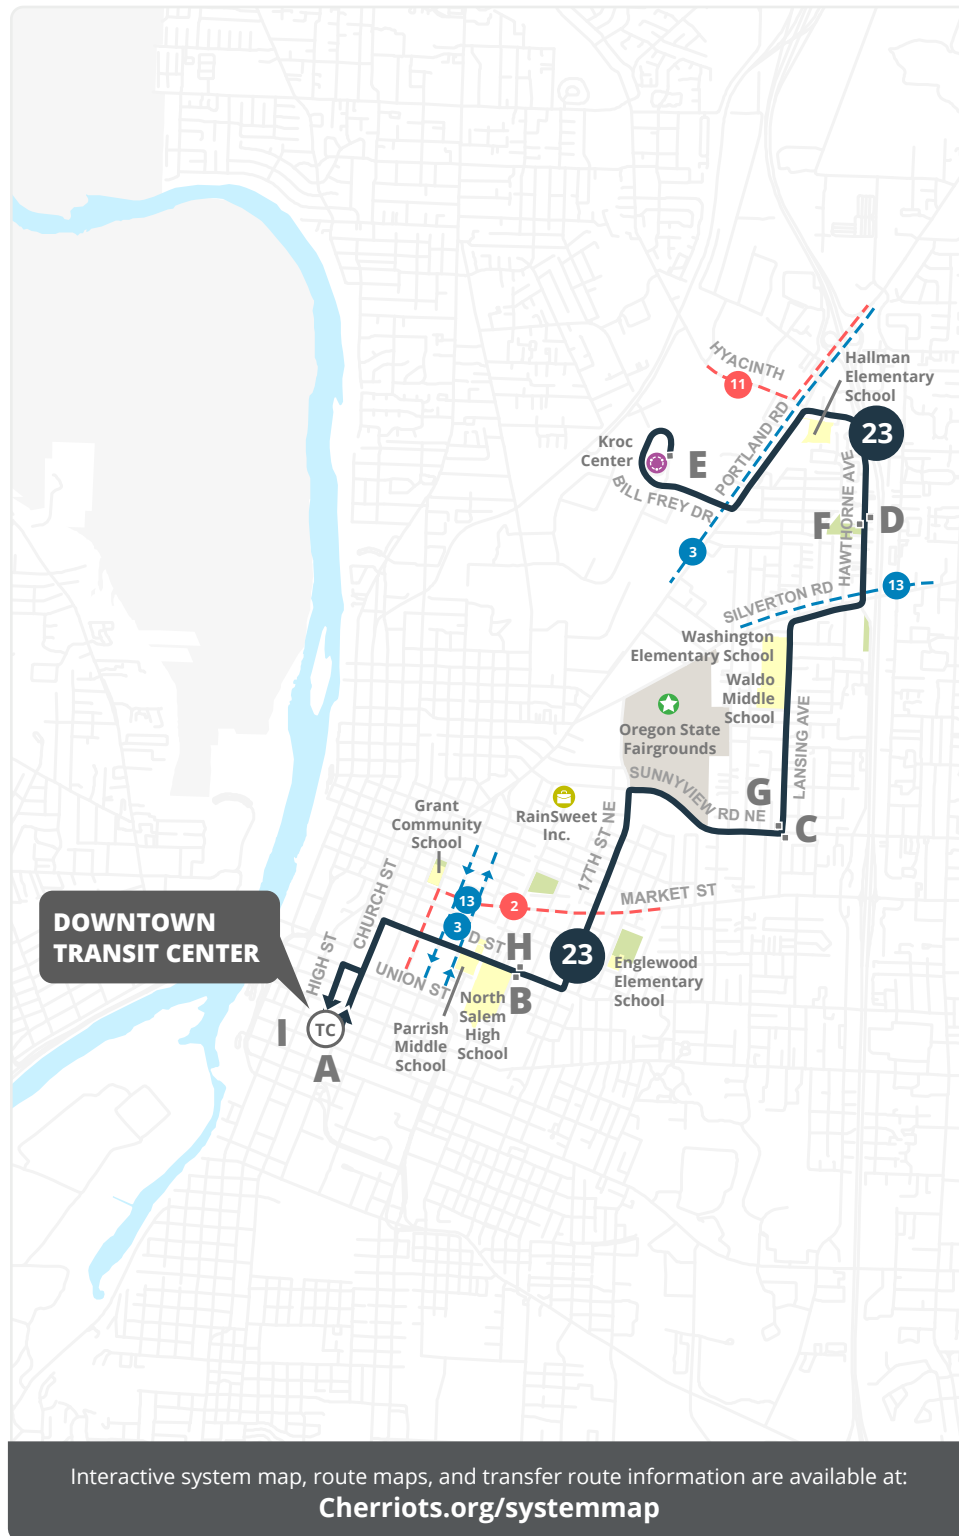 HYACINTH
11
Hallman
Elementary
School
PORTLAND RD
23
Kroc
Center
E
BILL FREY DR
HAWTHORNE AVE
F
D
3
13
SILVERTON RD
Washington
Elementary School
Waldo
Middle
School
Oregon State
Fairgrounds
LANSING AVE
SUNNYVIEW RD NE
G
C
RainSweet
Inc.
Grant
Community
School
17TH ST NE
MARKET ST
CHURCH ST
13
2
3
D ST
DOWNTOWN
TRANSIT CENTER
HIGH ST
UNION ST
H
23
B
Englewood
Elementary
School
North
Salem
High
School
Parrish
Middle
School
I
TC
A
Interactive system map, route maps, and transfer route information are available at:
Cherriots.org/systemmap